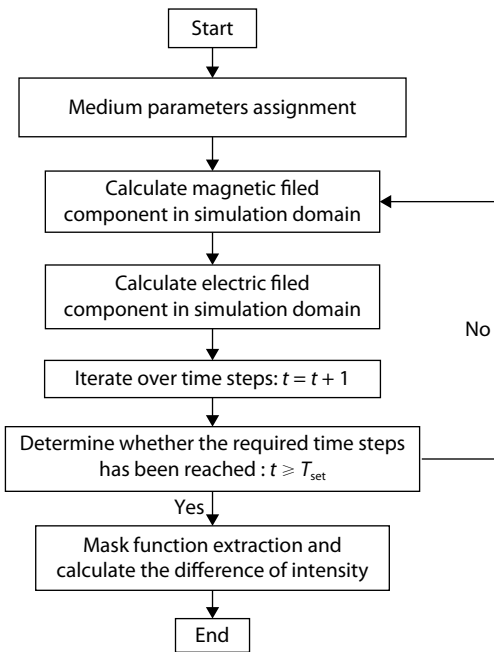 Start
Medium parameters assignment
Calculate magnetic filed
component in simulation domain
Calculate electric filed
component in simulation domain
No
Iterate over time steps: t = t + 1
Determine whether the required time steps
has been reached : t ⩾ Tset
Yes
Mask function extraction and
calculate the difference of intensity
End